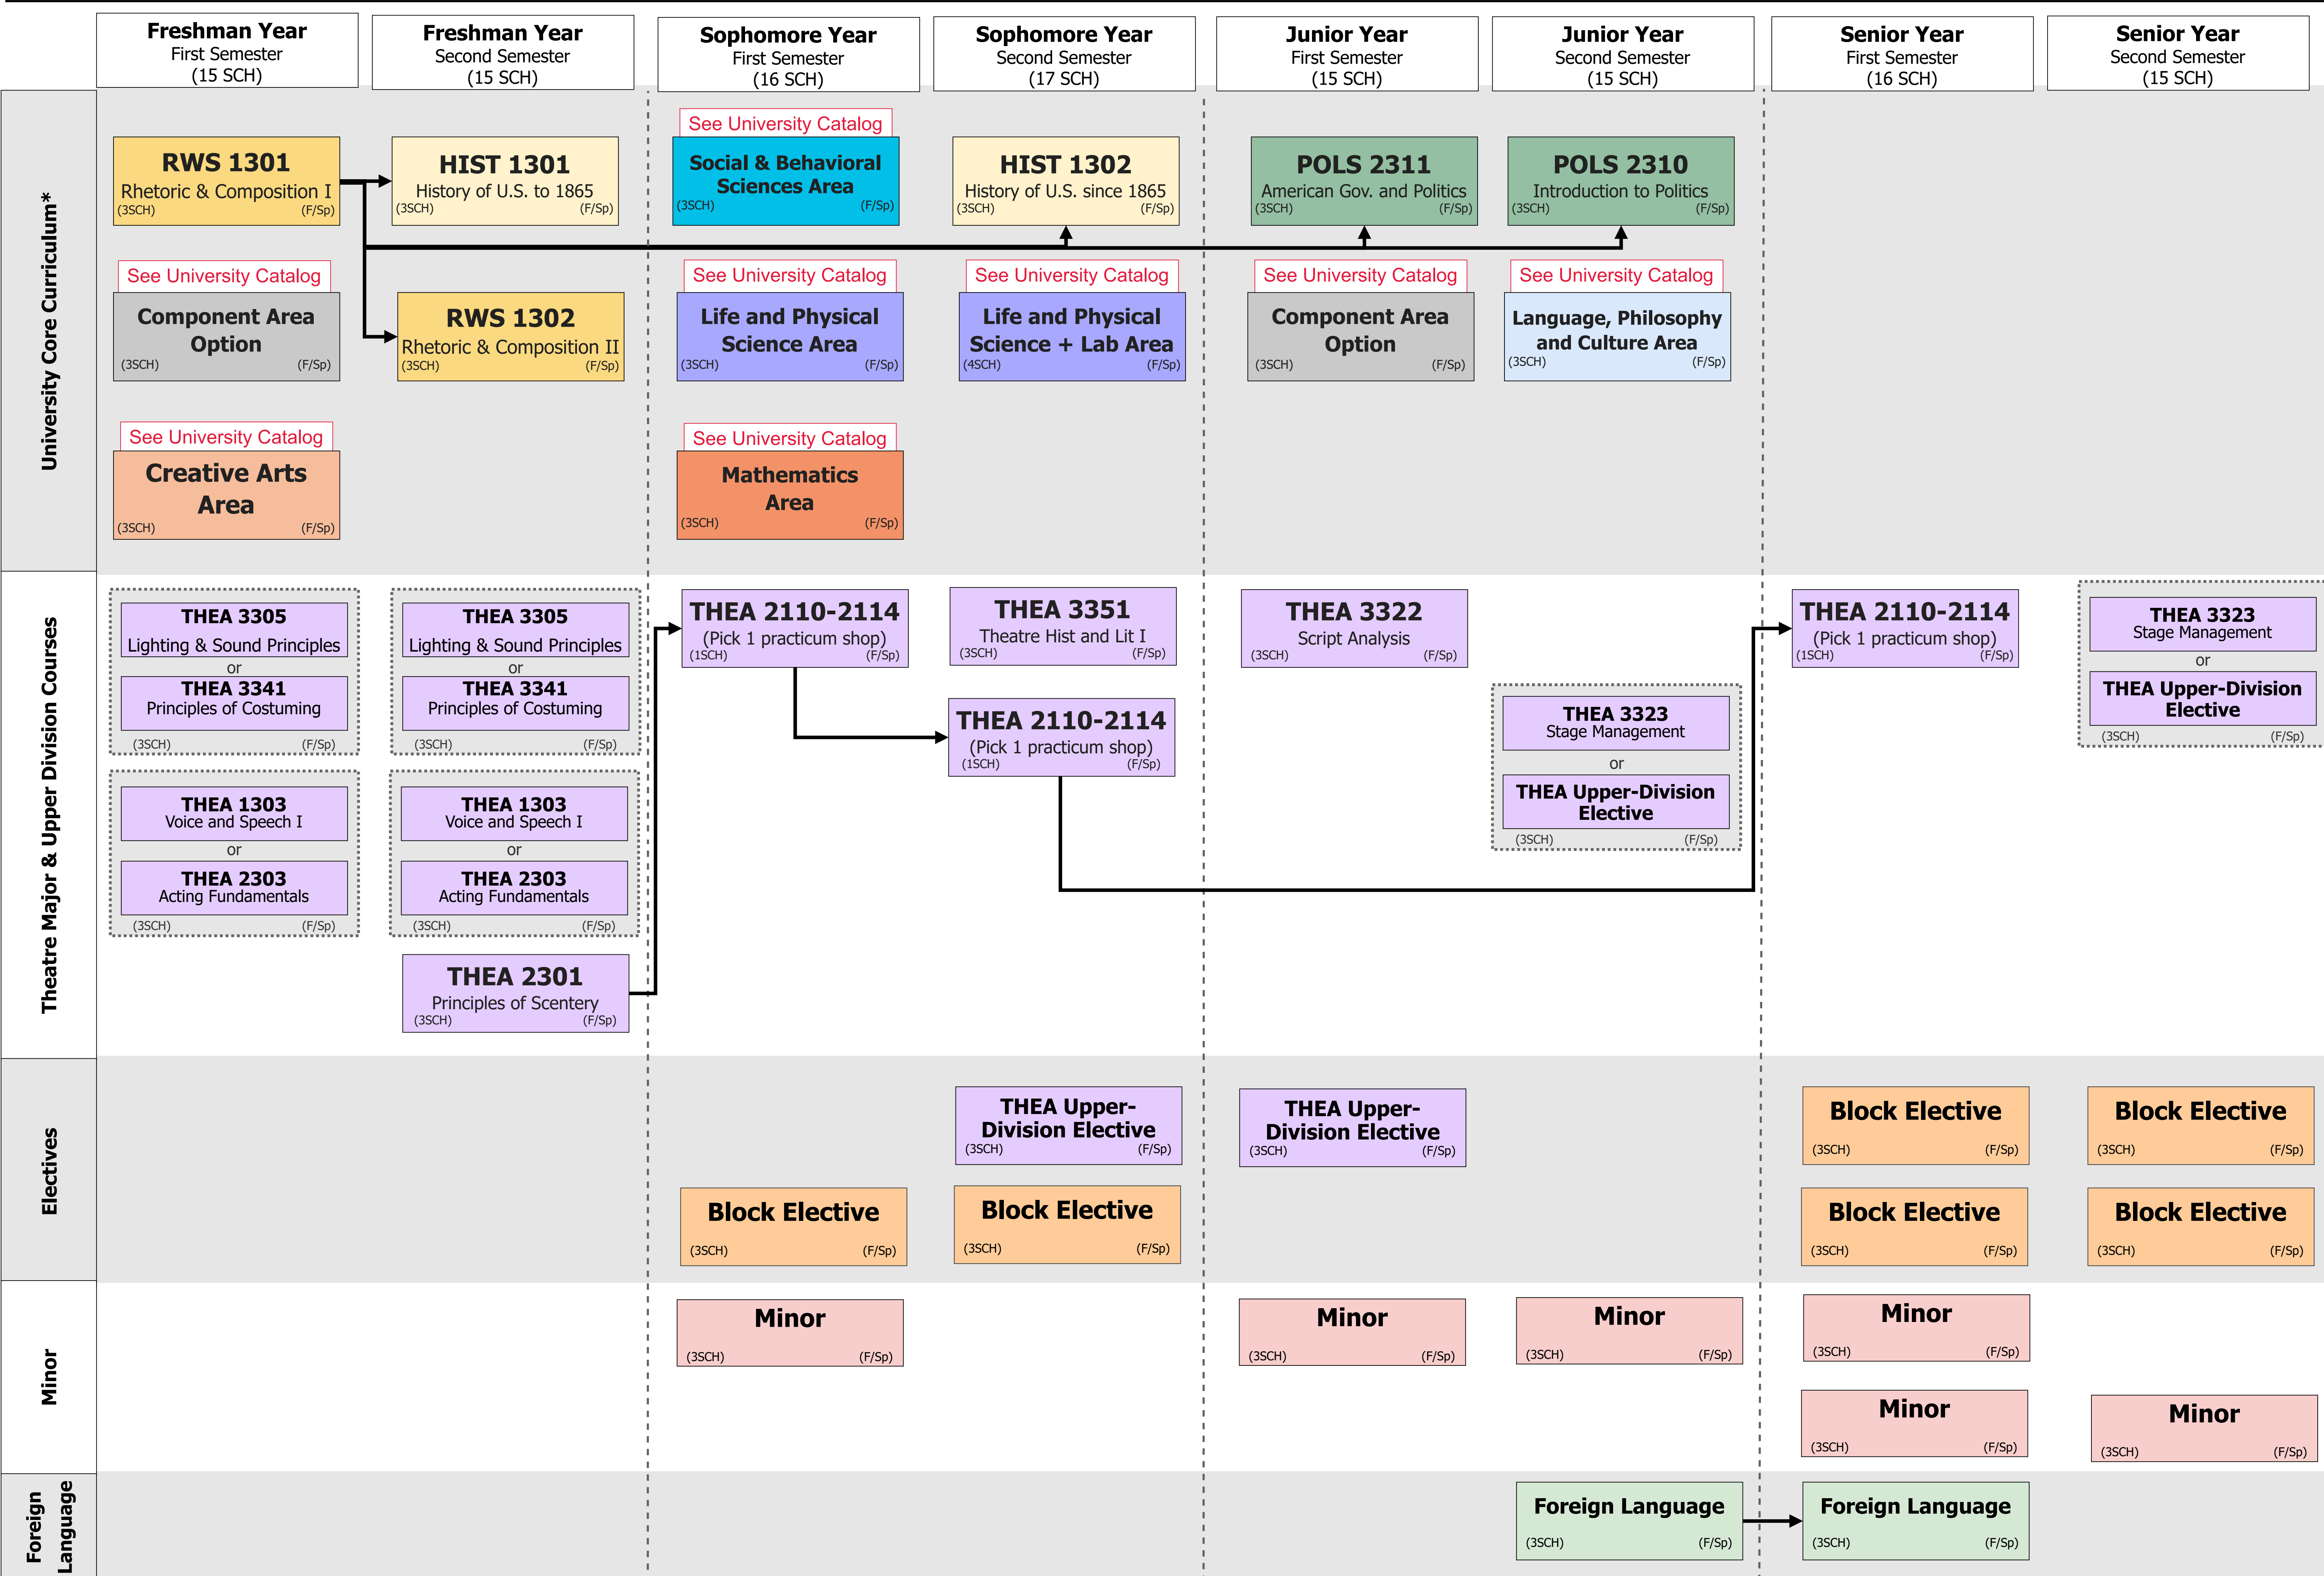 Freshman Year
First Semester
(15 SCH)
Freshman Year
Second Semester
(15 SCH)
Sophomore Year
First Semester
(16 SCH)
Sophomore Year
Second Semester
(17 SCH)
Junior Year
First Semester
(15 SCH)
Junior Year
Second Semester
(15 SCH)
Senior Year
First Semester
(16 SCH)
Senior Year
Second Semester
(15 SCH)
University Core Curriculum*
RWS 1301
Rhetoric & Composition I
(3SCH) (F/Sp)
HIST 1301
History of U.S. to 1865
(3SCH) (F/Sp)
See University Catalog
Social & Behavioral
Sciences Area
(3SCH) (F/Sp)
HIST 1302
History of U.S. since 1865
(3SCH) (F/Sp)
POLS 2311
American Gov. and Politics
(3SCH) (F/Sp)
POLS 2310
Introduction to Politics
(3SCH) (F/Sp)
See University Catalog
Component Area
Option
(3SCH) (F/Sp)
RWS 1302
Rhetoric & Composition II
(3SCH) (F/Sp)
See University Catalog
Life and Physical
Science Area
(3SCH) (F/Sp)
See University Catalog
Life and Physical
Science + Lab Area
(4SCH) (F/Sp)
See University Catalog
Component Area
Option
(3SCH) (F/Sp)
See University Catalog
Language, Philosophy
and Culture Area
(3SCH) (F/Sp)
See University Catalog
Creative Arts
Area
(3SCH) (F/Sp)
See University Catalog
Mathematics
Area
(3SCH) (F/Sp)
Theatre Major & Upper Division Courses
THEA 3305
Lighting & Sound Principles
or
THEA 3341
Principles of Costuming
(3SCH) (F/Sp)
THEA 3305
Lighting & Sound Principles
or
THEA 3341
Principles of Costuming
(3SCH) (F/Sp)
THEA 2110-2114
(Pick 1 practicum shop)
(1SCH) (F/Sp)
THEA 3351
Theatre Hist and Lit I
(3SCH) (F/Sp)
THEA 3322
Script Analysis
(3SCH) (F/Sp)
THEA 2110-2114
(Pick 1 practicum shop)
(1SCH) (F/Sp)
THEA 3323
Stage Management
or
THEA Upper-Division
Elective
(3SCH) (F/Sp)
THEA 2110-2114
(Pick 1 practicum shop)
(1SCH) (F/Sp)
THEA 3323
Stage Management
or
THEA Upper-Division
Elective
(3SCH) (F/Sp)
THEA 1303
Voice and Speech I
or
THEA 2303
Acting Fundamentals
(3SCH) (F/Sp)
THEA 1303
Voice and Speech I
or
THEA 2303
Acting Fundamentals
(3SCH) (F/Sp)
THEA 2301
Principles of Scentery
(3SCH) (F/Sp)
Electives
THEA Upper-
Division Elective
(3SCH) (F/Sp)
THEA Upper-
Division Elective
(3SCH) (F/Sp)
Block Elective
(3SCH) (F/Sp)
Block Elective
(3SCH) (F/Sp)
Block Elective
(3SCH) (F/Sp)
Block Elective
(3SCH) (F/Sp)
Block Elective
(3SCH) (F/Sp)
Block Elective
(3SCH) (F/Sp)
Minor
Minor
(3SCH) (F/Sp)
Minor
(3SCH) (F/Sp)
Minor
(3SCH) (F/Sp)
Minor
(3SCH) (F/Sp)
Minor
(3SCH) (F/Sp)
Minor
(3SCH) (F/Sp)
Foreign
Language
Foreign Language
(3SCH) (F/Sp)
Foreign Language
(3SCH) (F/Sp)